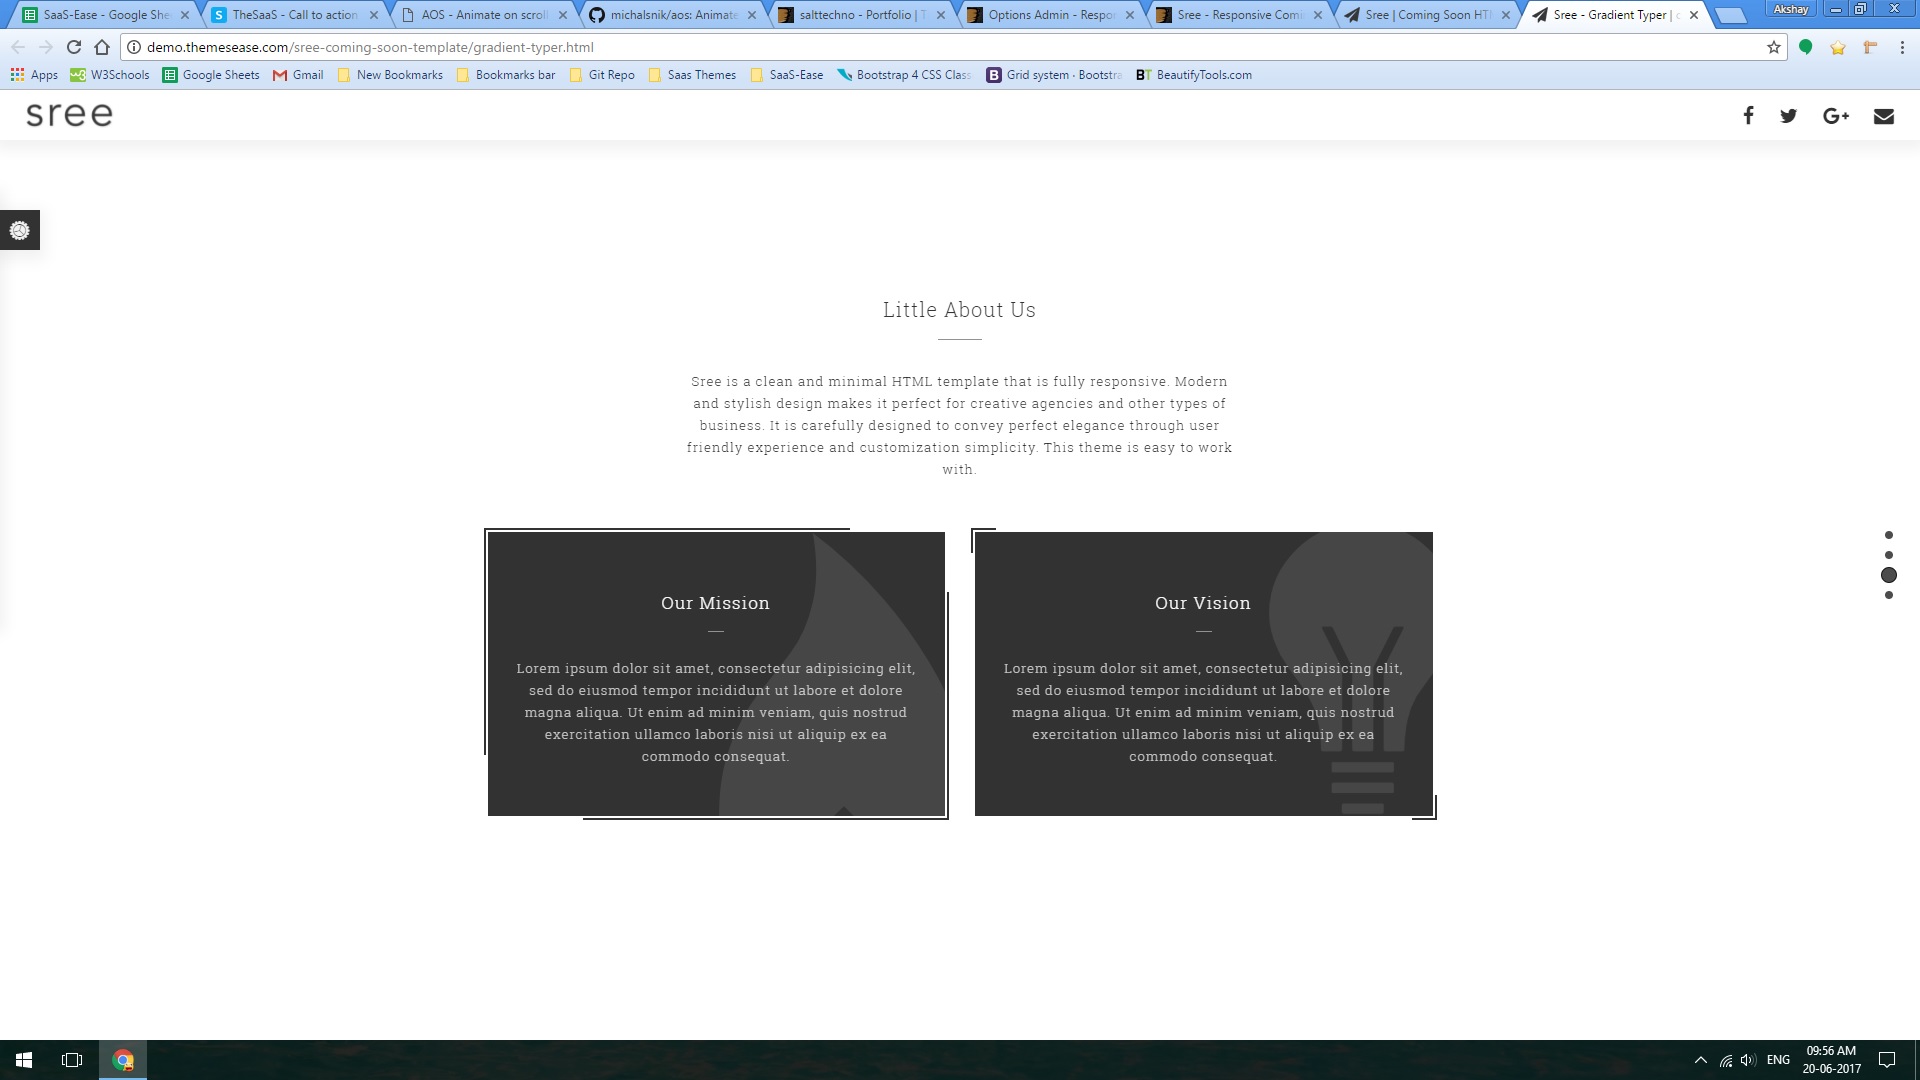 SaaS-Ease - Google She
TheSaaS - Call to action
AOS - Animate on scroll
michalsnik/aos: Animate
salttechno - Portfolio | T
Options Admin - Respon
Sree - Responsive Comi
Sree | Coming Soon HTM
Sree - Gradient Typer |
Akshay
demo.themesease.com/sree-coming-soon-template/gradient-typer.html
Apps W3Schools Google Sheets Gmail New Bookmarks Bookmarks bar Git Repo Saas Themes SaaS-Ease Bootstrap 4 CSS Class Grid system · Bootstra BeautifyTools.com
sree
Little About Us
Sree is a clean and minimal HTML template that is fully responsive. Modern
and stylish design makes it perfect for creative agencies and other types of
business. It is carefully designed to convey perfect elegance through user
friendly experience and customization simplicity. This theme is easy to work
with.
Our Mission
Lorem ipsum dolor sit amet, consectetur adipisicing elit,
sed do eiusmod tempor incididunt ut labore et dolore
magna aliqua. Ut enim ad minim veniam, quis nostrud
exercitation ullamco laboris nisi ut aliquip ex ea
commodo consequat.
Our Vision
Lorem ipsum dolor sit amet, consectetur adipisicing elit,
sed do eiusmod tempor incididunt ut labore et dolore
magna aliqua. Ut enim ad minim veniam, quis nostrud
exercitation ullamco laboris nisi ut aliquip ex ea
commodo consequat.
ENG
09:56 AM
20-06-2017